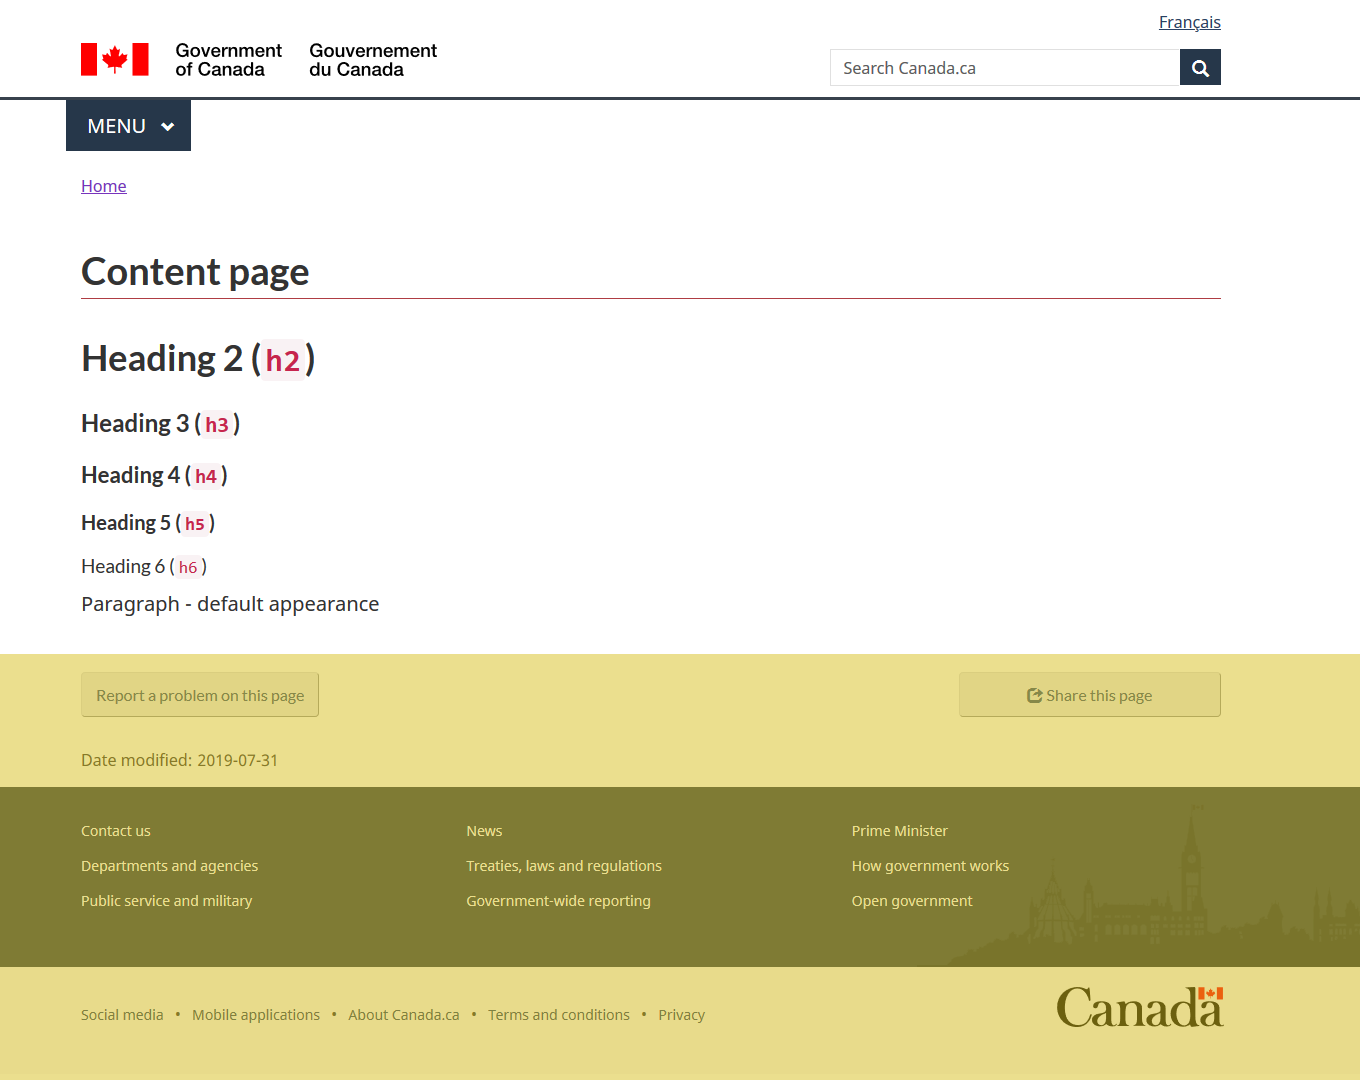 Français
Government Gouvernement
of Canada du Canada
Search Canada.ca
MENU
Home
Content page
Heading 2 (h2)
Heading 3 (h3)
Heading 4 (h4)
Heading 5 (h5)
Heading 6 (h6)
Paragraph - default appearance
Report a problem on this page Share this page
Date modified: 2019-07-31
Contact us News Prime Minister
Departments and agencies Treaties, laws and regulations How government works
Public service and military Government-wide reporting Open government
Social media • Mobile applications • About Canada.ca • Terms and conditions • Privacy
Canada